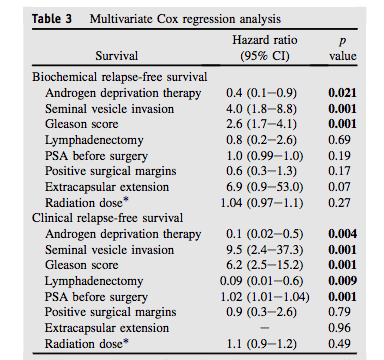 Table 3 Multivariate Cox regression analysis
Hazard ratio p
Survival (95% CI) value
Biochemical relapse-free survival
Androgen deprivation therapy 0.4 (0.1–0.9) 0.021
Seminal vesicle invasion 4.0 (1.8–8.8) 0.001
Gleason score 2.6 (1.7–4.1) 0.001
Lymphadenectomy 0.8 (0.2–2.6) 0.69
PSA before surgery 1.0 (0.99–1.0) 0.19
Positive surgical margins 0.6 (0.3–1.3) 0.17
Extracapsular extension 6.9 (0.9–53.0) 0.07
Radiation dose* 1.04 (0.97–1.1) 0.27
Clinical relapse-free survival
Androgen deprivation therapy 0.1 (0.02–0.5) 0.004
Seminal vesicle invasion 9.5 (2.4–37.3) 0.001
Gleason score 6.2 (2.5–15.2) 0.001
Lymphadenectomy 0.09 (0.01–0.6) 0.009
PSA before surgery 1.02 (1.01–1.04) 0.001
Positive surgical margins 0.9 (0.3–2.6) 0.79
Extracapsular extension – 0.96
Radiation dose* 1.1 (0.9–1.2) 0.49